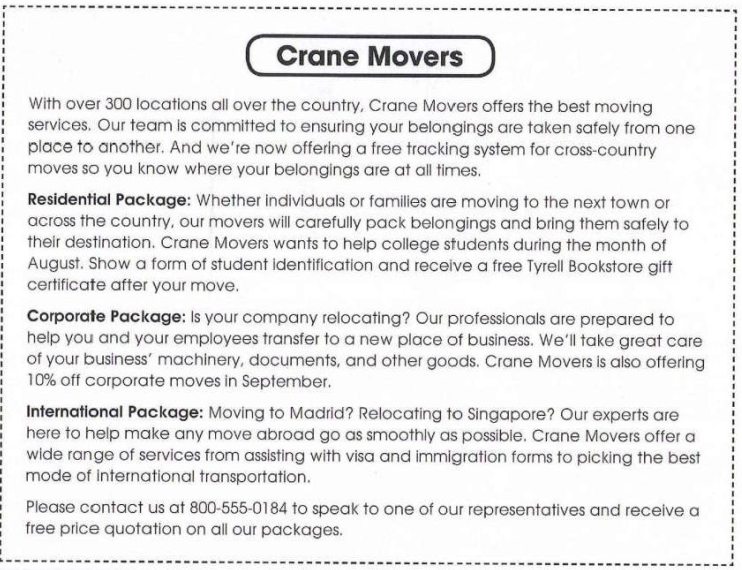 Crane Movers
With over 300 locations all over the country, Crane Movers offers the best moving
services. Our team is committed to ensuring your belongings are taken safely from one
place to another. And we're now offering a free tracking system for cross-country
moves so you know where your belongings are at all times.
Residential Package: Whether individuals or families are moving to the next town or
across the country, our movers will carefully pack belongings and bring them safely to
their destination. Crane Movers wants to help college students during the month of
August. Show a form of student identification and receive a free Tyrell Bookstore gift
certificate after your move.
Corporate Package: Is your company relocating? Our professionals are prepared to
help you and your employees transfer to a new place of business. We'll take great care
of your business' machinery, documents, and other goods. Crane Movers is also offering
10% off corporate moves in September.
International Package: Moving to Madrid? Relocating to Singapore? Our experts are
here to help make any move abroad go as smoothly as possible. Crane Movers offer a
wide range of services from assisting with visa and immigration forms to picking the best
mode of international transportation.
Please contact us at 800-555-0184 to speak to one of our representatives and receive a
free price quotation on all our packages.